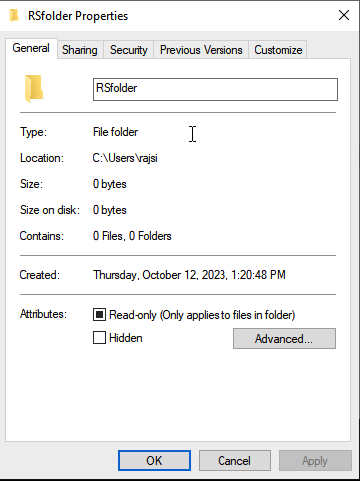 RSfolder Properties
General Sharing Security Previous Versions Customize
RSfolder
Type: File folder
Location: C:\Users\rajsi
Size: 0 bytes
Size on disk: 0 bytes
Contains: 0 Files, 0 Folders
Created: Thursday, October 12, 2023, 1:20:48 PM
Attributes: Read-only (Only applies to files in folder)
Hidden Advanced...
OK Cancel Apply